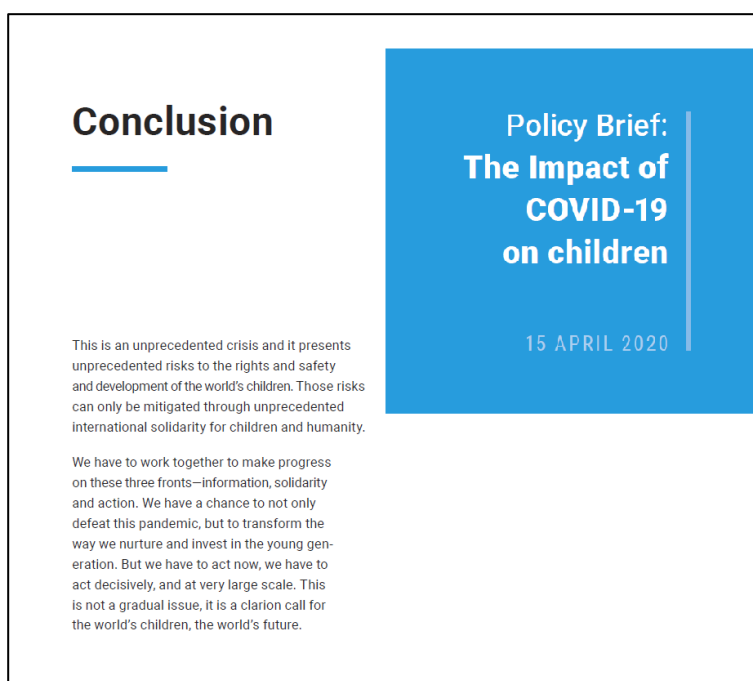 Conclusion
Policy Brief:
The Impact of
COVID-19
on children
15 APRIL 2020
This is an unprecedented crisis and it presents
unprecedented risks to the rights and safety
and development of the world's children. Those risks
can only be mitigated through unprecedented
international solidarity for children and humanity.
We have to work together to make progress
on these three fronts—information, solidarity
and action. We have a chance to not only
defeat this pandemic, but to transform the
way we nurture and invest in the young gen-
eration. But we have to act now, we have to
act decisively, and at very large scale. This
is not a gradual issue, it is a clarion call for
the world's children, the world's future.